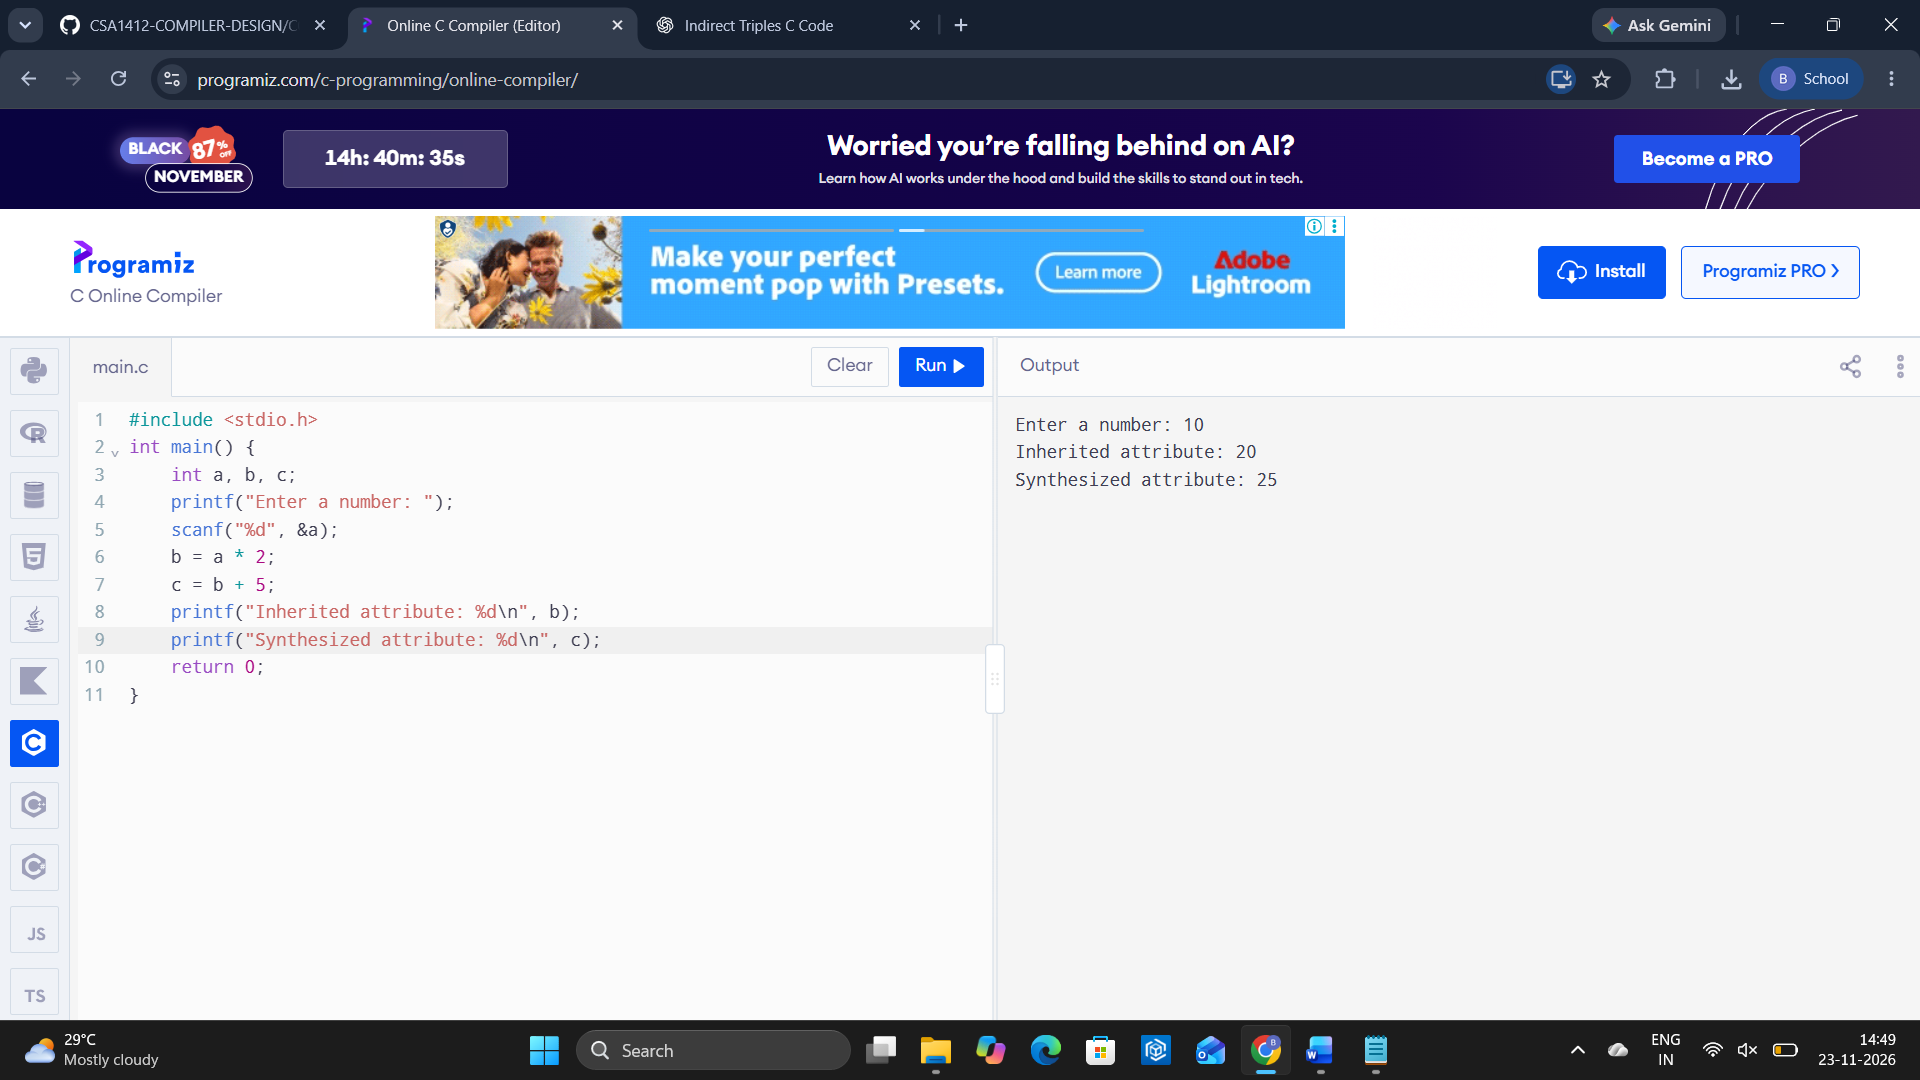 CSA1412-COMPILER-DESIGN/C
Online C Compiler (Editor)
Indirect Triples C Code
Ask Gemini
programiz.com/c-programming/online-compiler/
B
School
BLACK
87% OFF
NOVEMBER
14h: 40m: 35s
Worried you're falling behind on AI?
Learn how AI works under the hood and build the skills to stand out in tech.
Become a PRO
Programiz
C Online Compiler
Make your perfect
moment pop with Presets.
Learn more
Adobe
Lightroom
Install
Programiz PRO >
main.c
Clear
Run
Output
1 #include <stdio.h>
2 int main() {
3 int a, b, c;
4 printf("Enter a number: ");
5 scanf("%d", &a);
6 b = a * 2;
7 c = b + 5;
8 printf("Inherited attribute: %d\n", b);
9 printf("Synthesized attribute: %d\n", c);
10 return 0;
11 }
Enter a number: 10
Inherited attribute: 20
Synthesized attribute: 25
JS
TS
29°C
Mostly cloudy
Search
ENG
IN
14:49
23-11-2026